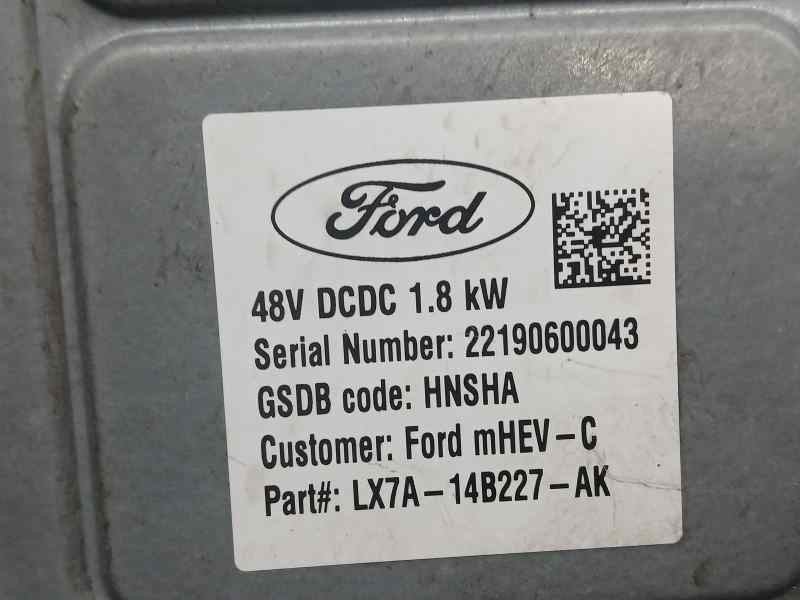 Ford
48V DCDC 1.8 kW
Serial Number: 22190600043
GSDB code: HNSHA
Customer: Ford mHEV-C
Part#: LX7A-14B227-AK